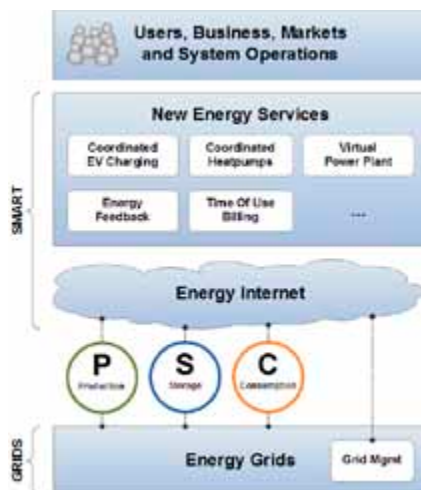 Users, Business, Markets
and System Operations
New Energy Services
Coordinated
EV Charging
Coordinated
Heatpumps
Virtual
Power Plant
Energy
Feedback
Time Of Use
Billing
...
SMART
Energy Internet
P
Production
S
Storage
C
Consumption
GRIDS
Energy Grids
Grid Mgmt